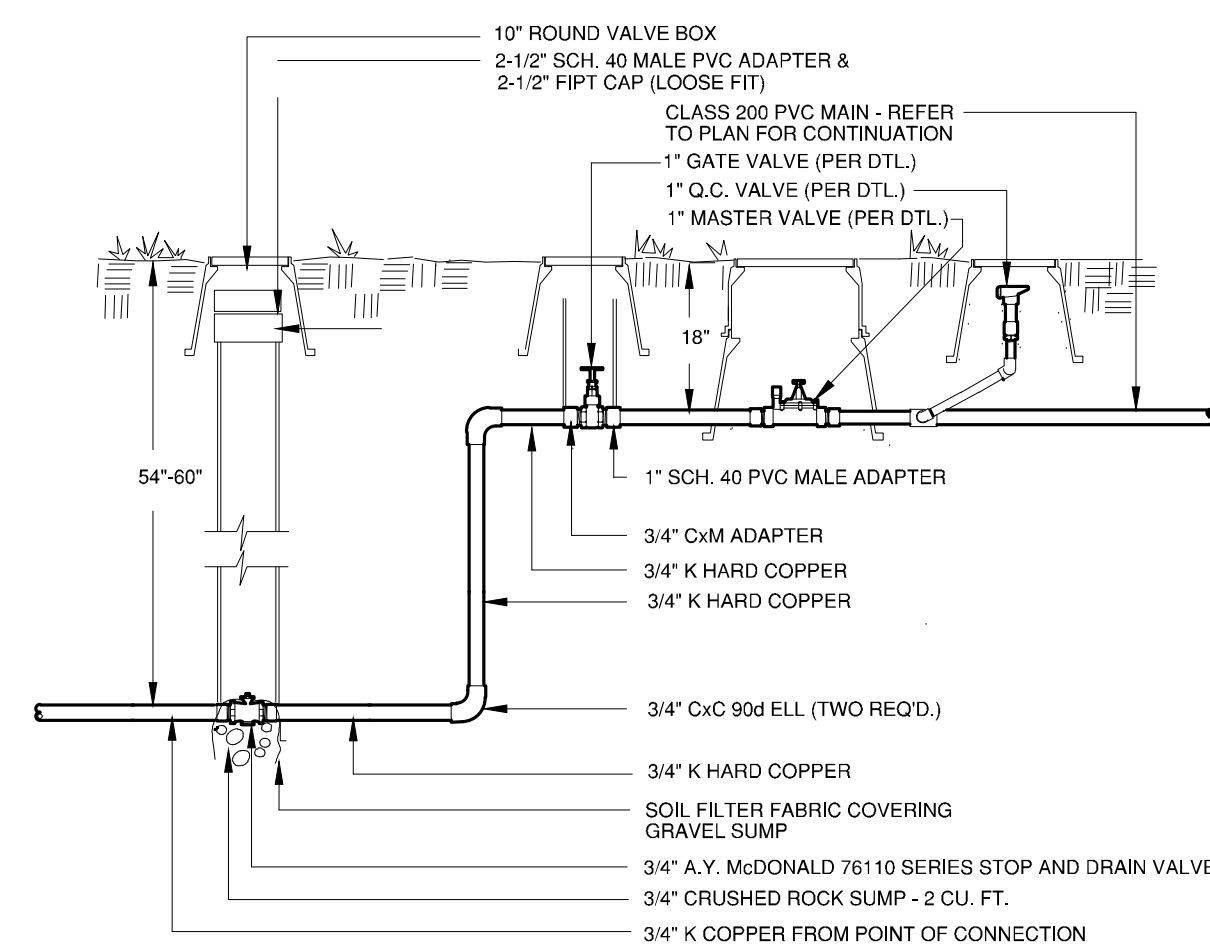 10" ROUND VALVE BOX
2-1/2" SCH. 40 MALE PVC ADAPTER &
2-1/2" FIPT CAP (LOOSE FIT)
CLASS 200 PVC MAIN - REFER
TO PLAN FOR CONTINUATION
1" GATE VALVE (PER DTL.)
1" Q.C. VALVE (PER DTL.)
1" MASTER VALVE (PER DTL.)
18"
54"-60"
1" SCH. 40 PVC MALE ADAPTER
3/4" CxM ADAPTER
3/4" K HARD COPPER
3/4" K HARD COPPER
3/4" CxC 90d ELL (TWO REQ'D.)
3/4" K HARD COPPER
SOIL FILTER FABRIC COVERING
GRAVEL SUMP
3/4" A.Y. McDONALD 76110 SERIES STOP AND DRAIN VALVE
3/4" CRUSHED ROCK SUMP - 2 CU. FT.
3/4" K COPPER FROM POINT OF CONNECTION